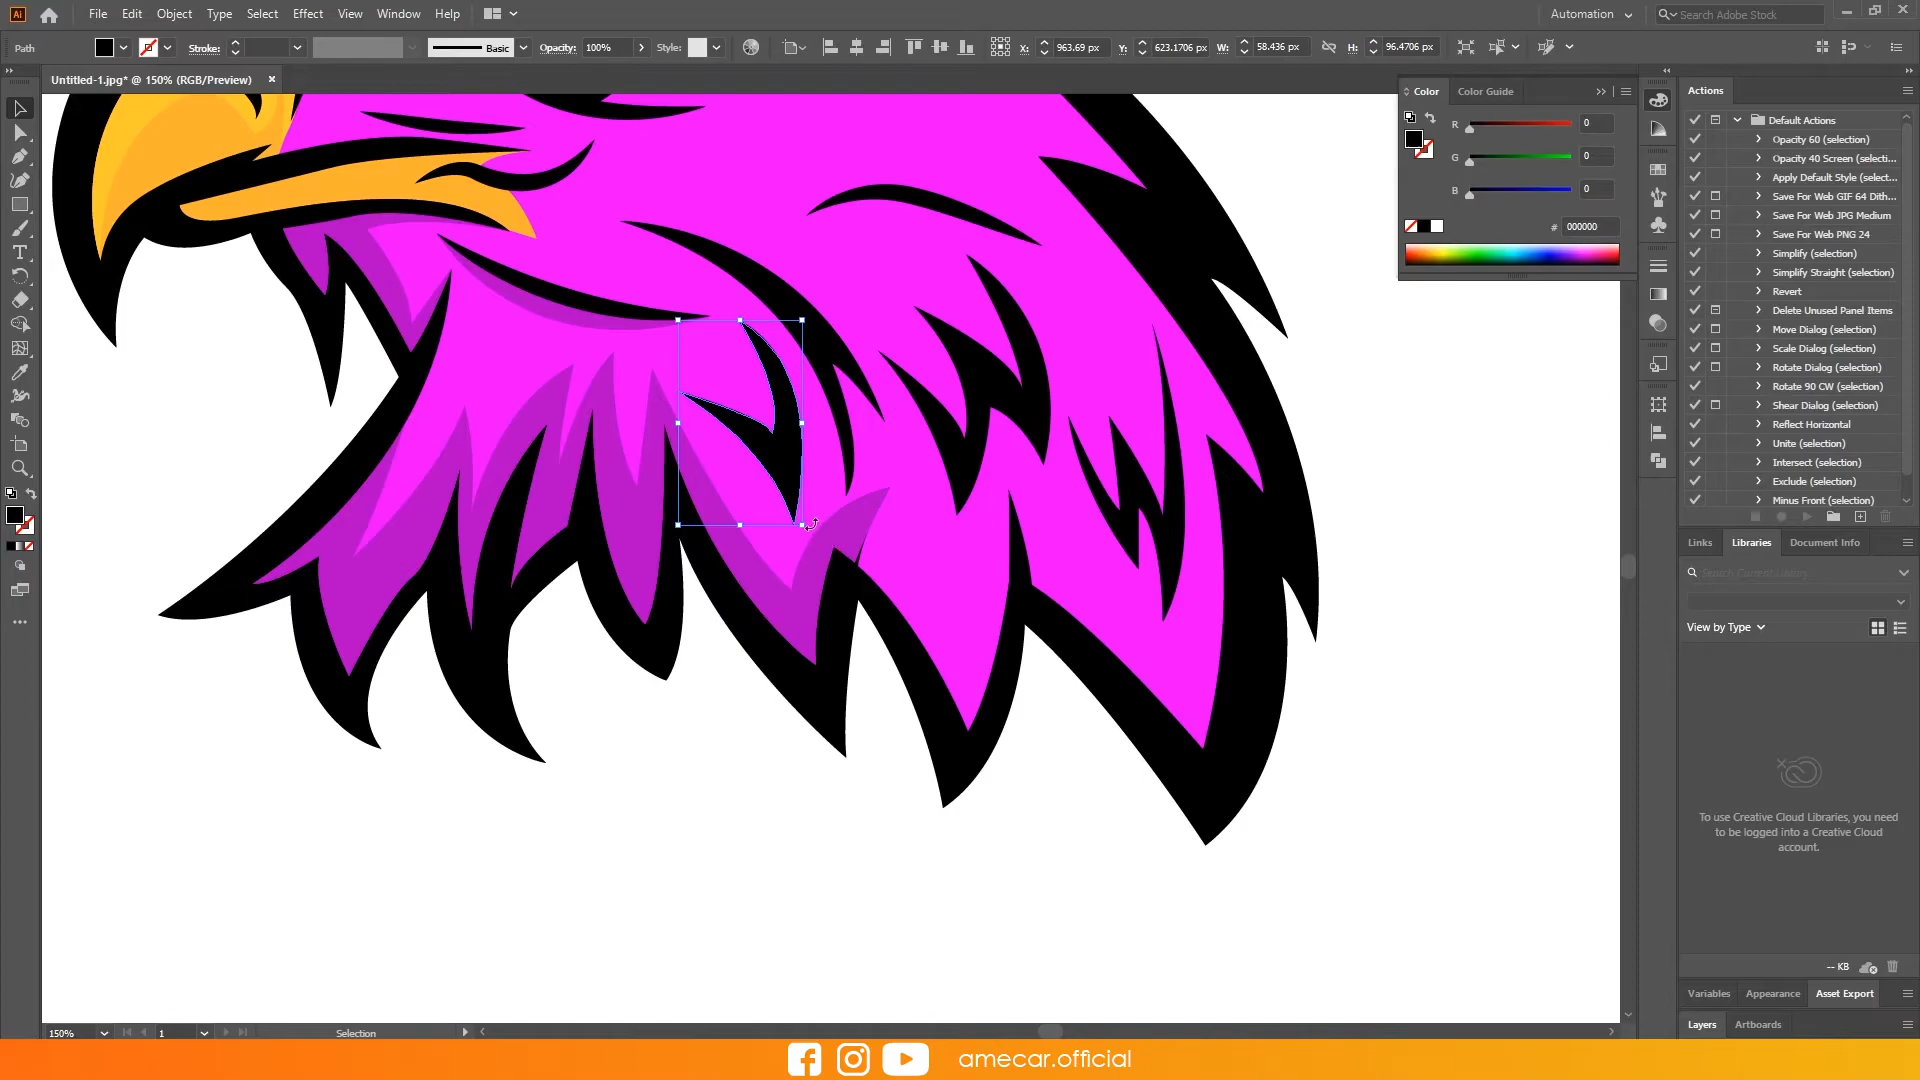 Ai File Edit Object Type Select Effect View Window Help Automation Search Adobe Stock
Path Stroke: Basic Opacity: 100% Style: X: 963.69 px Y: 623.1706 px W: 58.436 px H: 96.4706 px
Untitled-1.jpg* @ 150% (RGB/Preview) ×
Color Color Guide
R 0
G 0
B 0
# 000000
Actions
Default Actions
Opacity 60 (selection)
Opacity 40 Screen (selecti...
Apply Default Style (select...
Save For Web GIF 64 Dith...
Save For Web JPG Medium
Save For Web PNG 24
Simplify (selection)
Simplify Straight (selection)
Revert
Delete Unused Panel Items
Move Dialog (selection)
Scale Dialog (selection)
Rotate Dialog (selection)
Rotate 90 CW (selection)
Shear Dialog (selection)
Reflect Horizontal
Unite (selection)
Intersect (selection)
Exclude (selection)
Minus Front (selection)
Links Libraries Document Info
Search Current Library
View by Type
To use Creative Cloud Libraries, you need
to be logged into a Creative Cloud
account.
-- KB
Variables Appearance Asset Export
Layers Artboards
150% 1 Selection
amecar.official